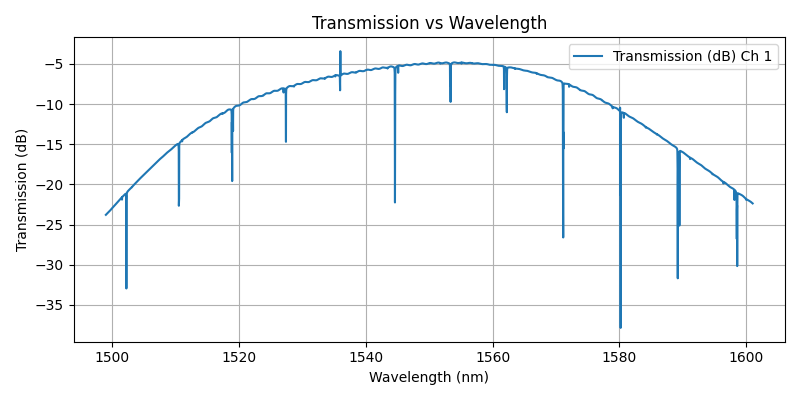 Transmission vs Wavelength
Transmission (dB)
−5
−10
−15
−20
−25
−30
−35
Transmission (dB) Ch 1
1500 1520 1540 1560 1580 1600
Wavelength (nm)